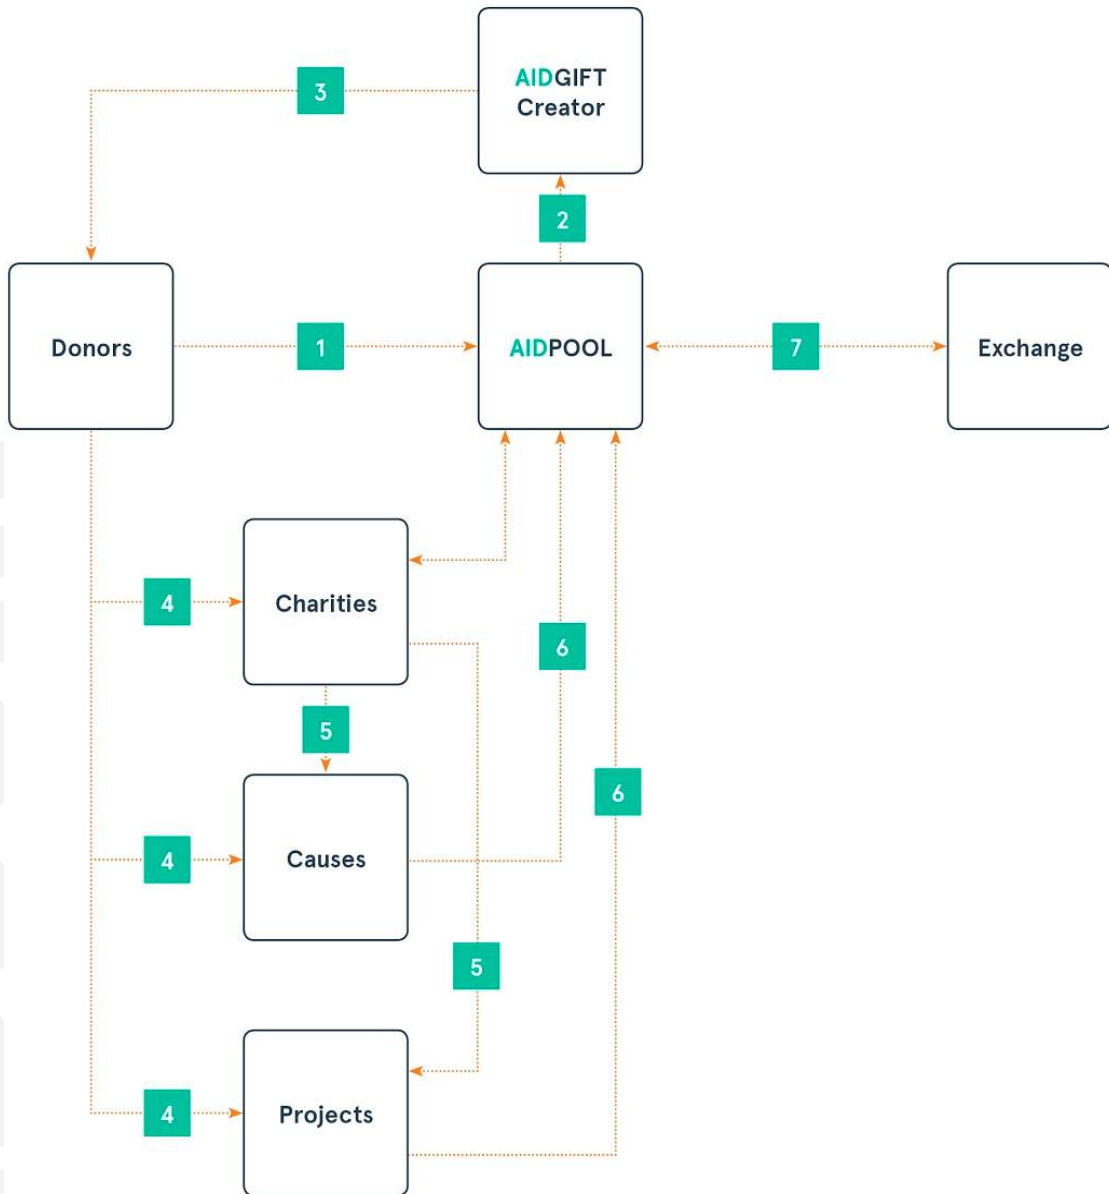 AIDGIFT
Creator
3
2
Donors
1
AIDPOOL
7
Exchange
4
Charities
6
5
6
4
Causes
5
4
Projects